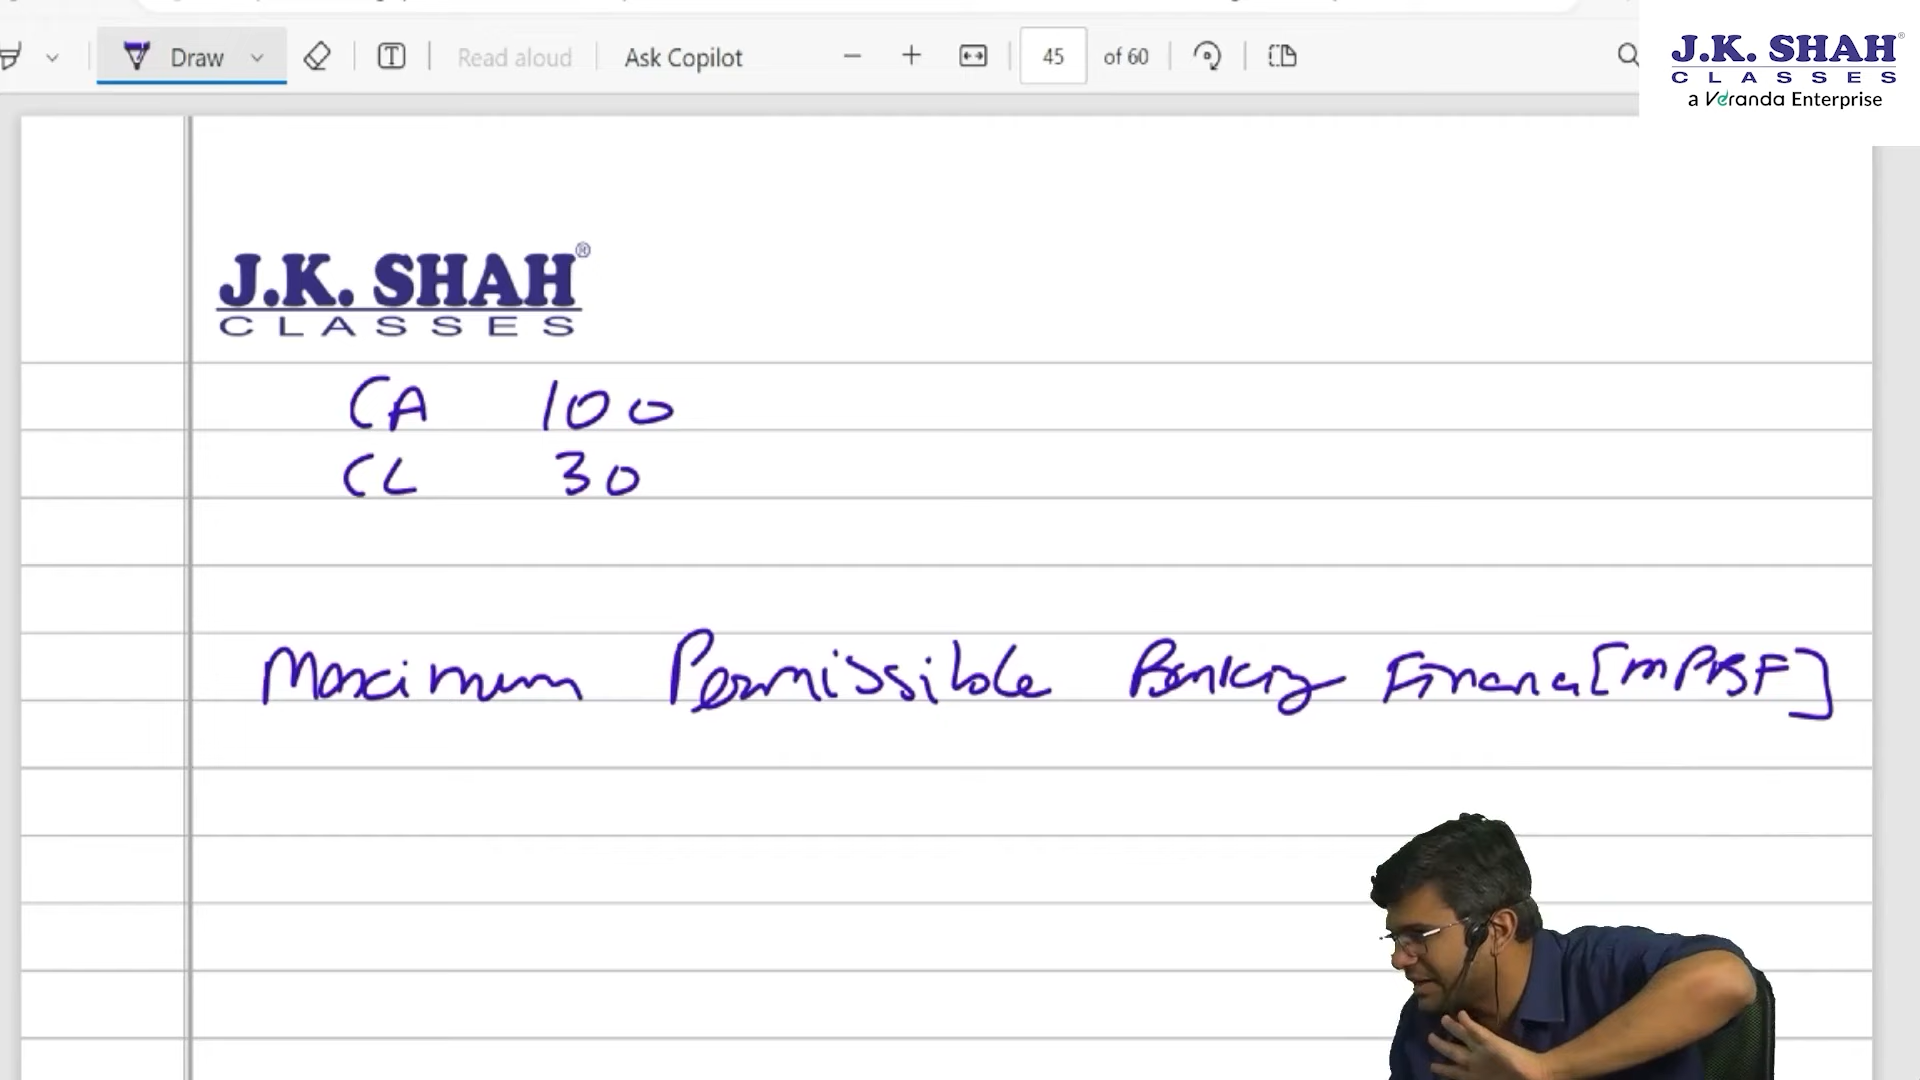 Draw
Read aloud
Ask Copilot
45 of 60
J.K. SHAH®
CLASSES
a Veranda Enterprise
J.K. SHAH®
CLASSES
CA 100
CL 30
Maximum Permissible Banking Finance [MPBF]